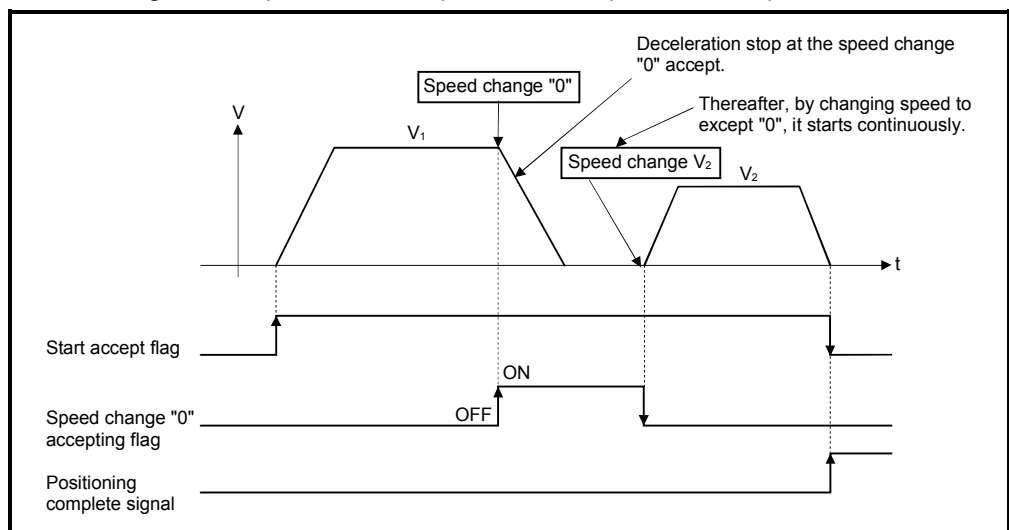 Deceleration stop at the speed change
"0" accept.
Speed change "0"
Thereafter, by changing speed to
except "0", it starts continuously.
V
V1
Speed change V2
V2
t
Start accept flag
ON
OFF
Speed change "0"
accepting flag
Positioning
complete signal